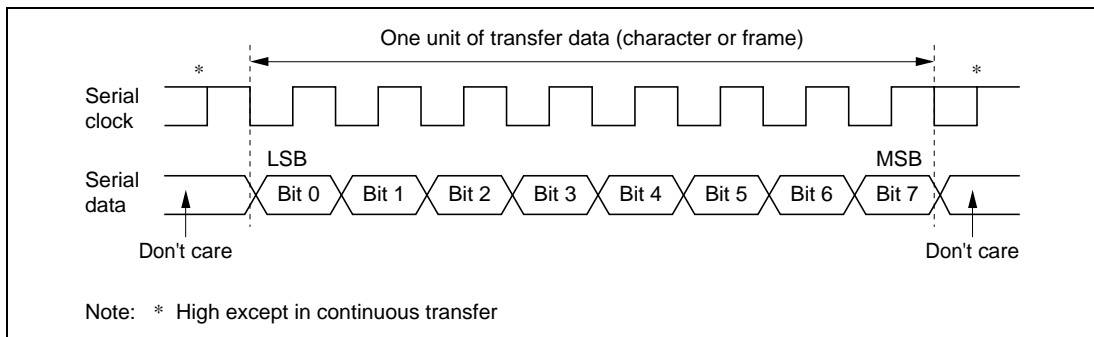 One unit of transfer data (character or frame)
* *
Serial
clock
LSB MSB
Serial
data
Bit 0 Bit 1 Bit 2 Bit 3 Bit 4 Bit 5 Bit 6 Bit 7
Don't care Don't care
Note: * High except in continuous transfer